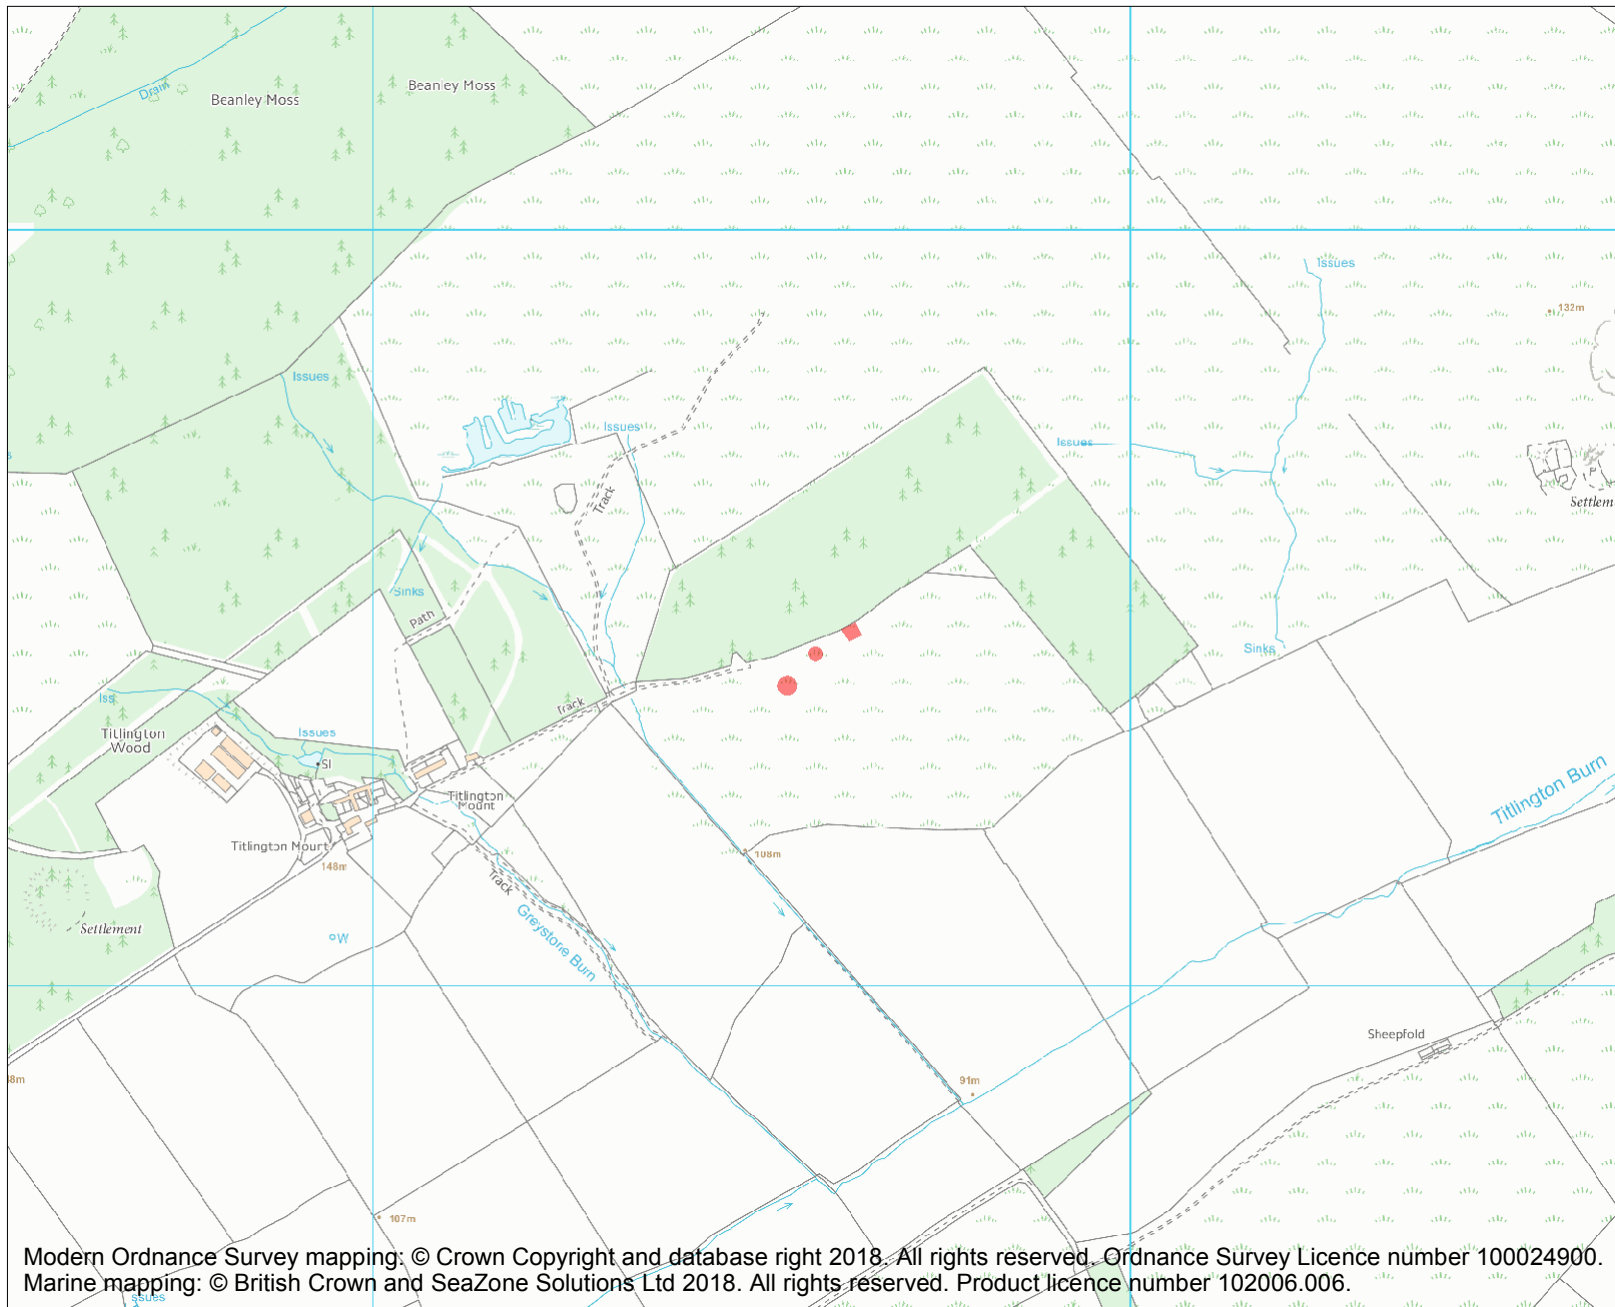 Beanley Moss
Beanley Moss
Drain
Issues
132m
Issues
Issues
Issues
Track
Settlem
Sinks
Path
Sinks
Iss
Track
Titlington
Wood
Issues
SI
Titlington Burn
Titlington
Mount
Titlington Mount
108m
148m
Track
Settlement
W
Greystone Burn
Sheepfold
91m
8m
107m
Modern Ordnance Survey mapping: © Crown Copyright and database right 2018. All rights reserved. Ordnance Survey Licence number 100024900.
Marine mapping: © British Crown and SeaZone Solutions Ltd 2018. All rights reserved. Product licence number 102006.006.
ssues